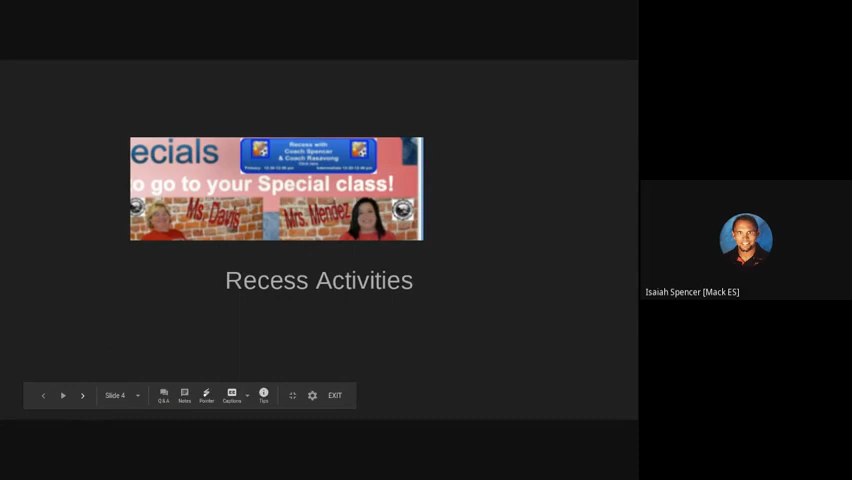 ecials
Recess with
Coach Spencer
& Coach Rasavong
to go to your Special class!
Ms. Davis
Mrs. Mendez
Recess Activities
Isaiah Spencer [Mack ES]
Slide 4
Q & A
Notes
Pointer
Captions
Tips
EXIT